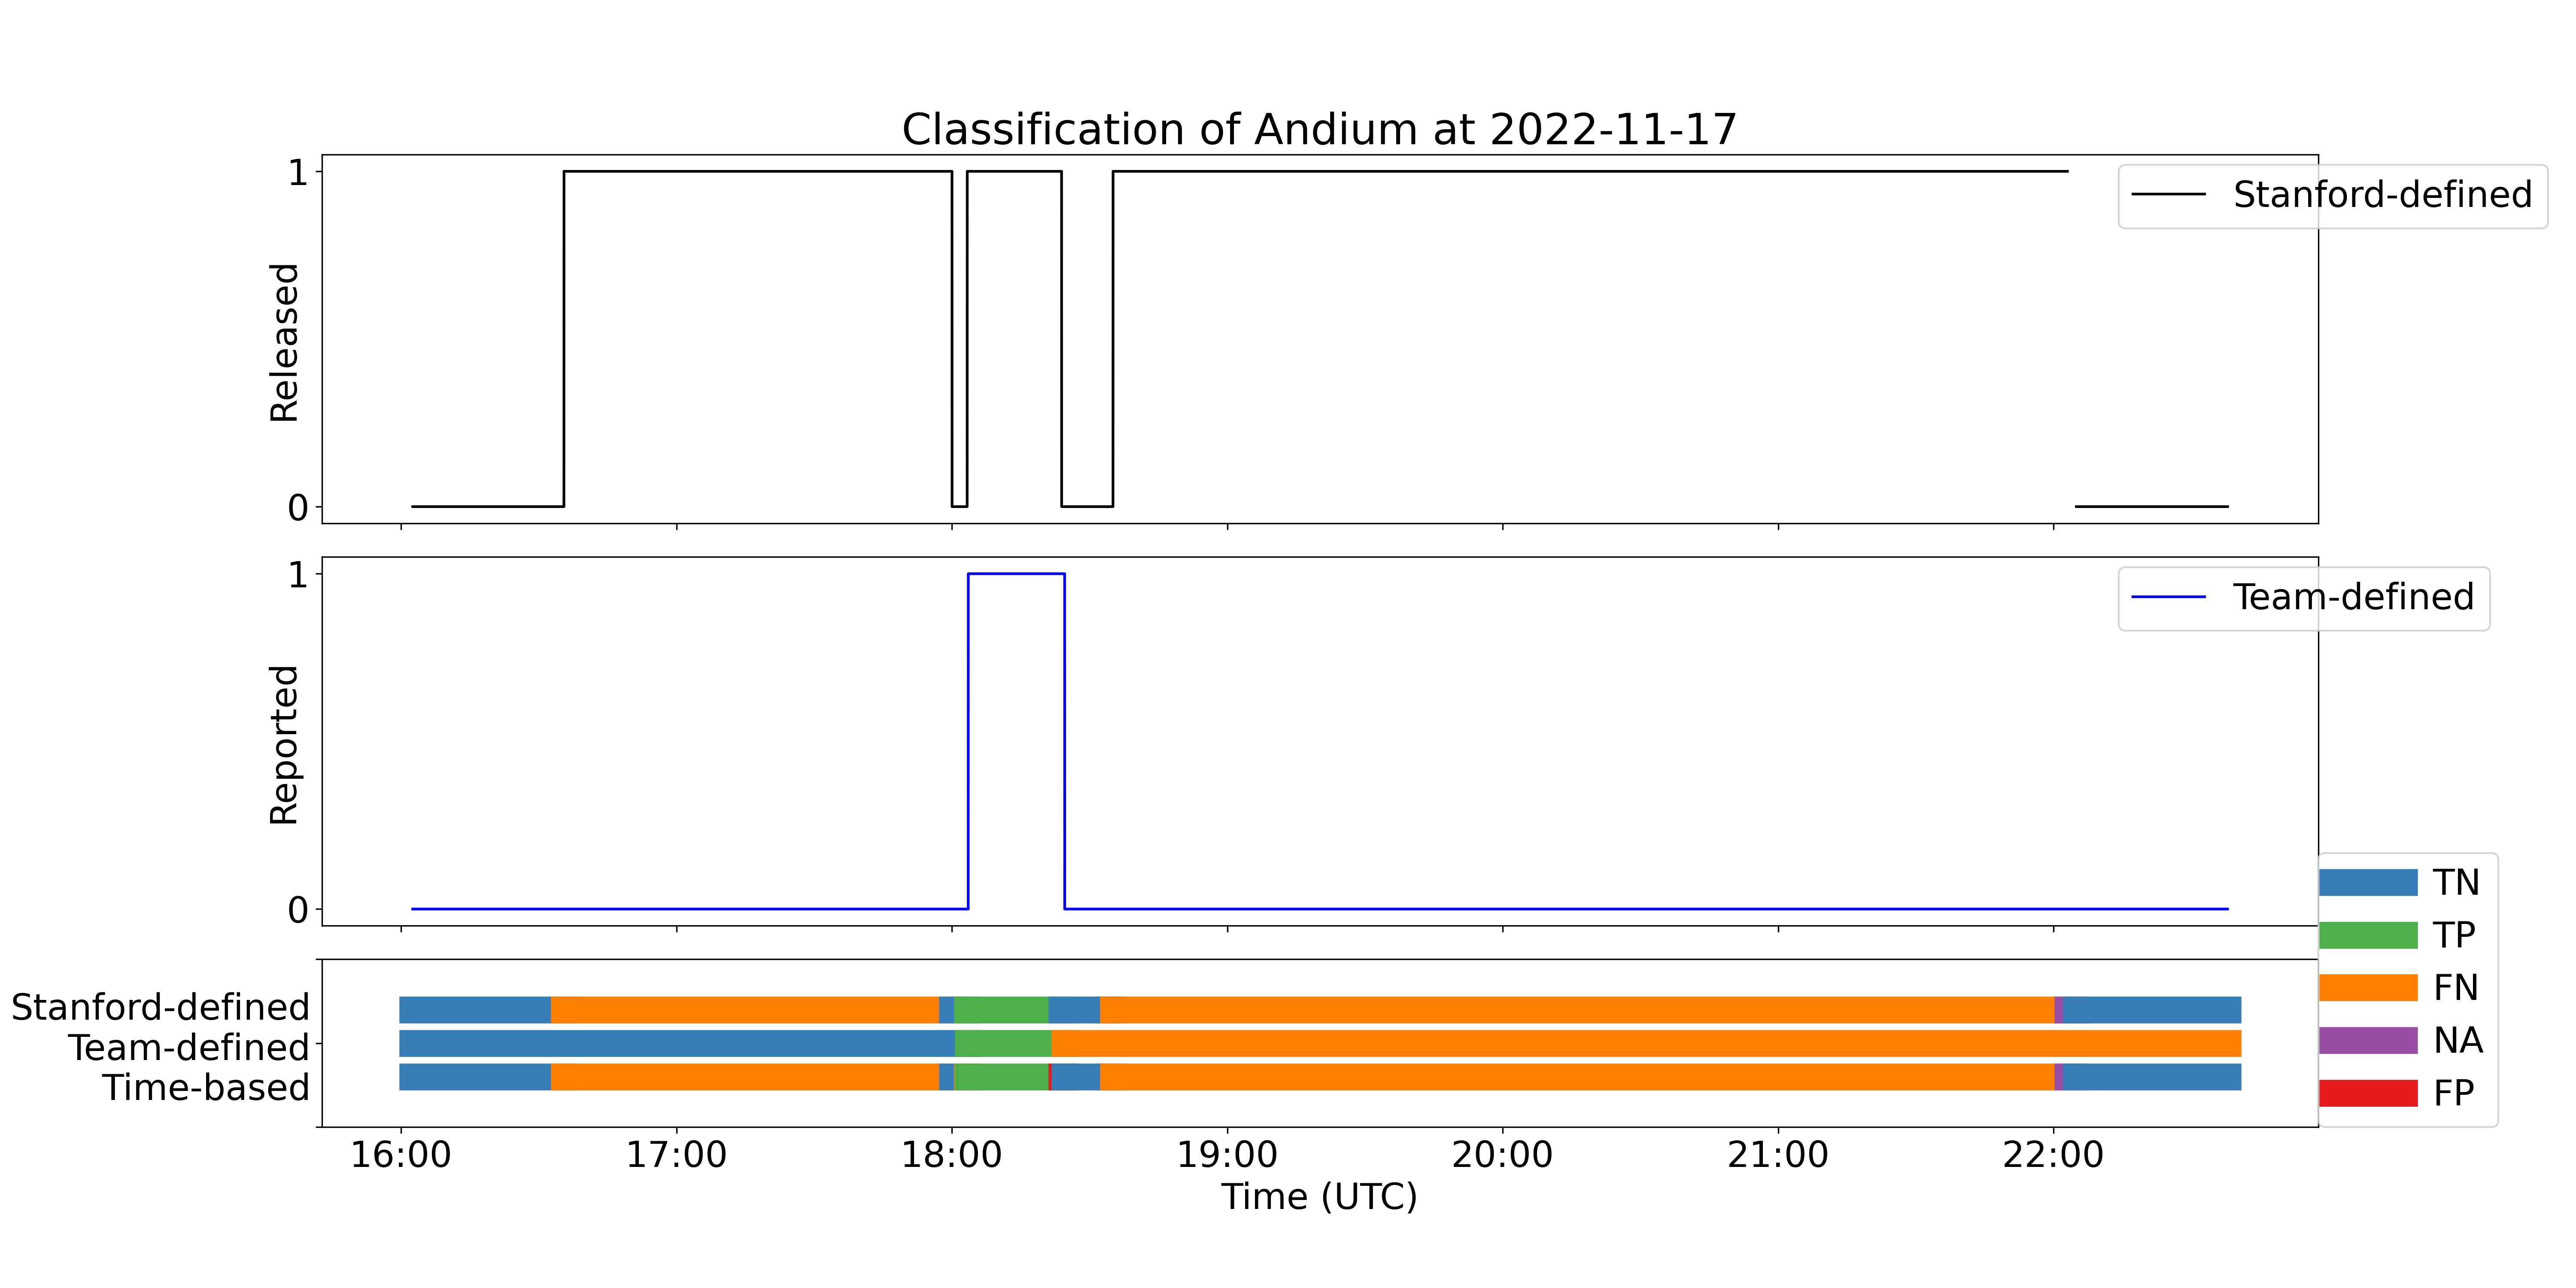 Classification of Andium at 2022-11-17
1
Stanford-defined
Released
0
1
Team-defined
Reported
0
TN
TP
FN
NA
FP
Stanford-defined
Team-defined
Time-based
16:00 17:00 18:00 19:00 20:00 21:00 22:00
Time (UTC)